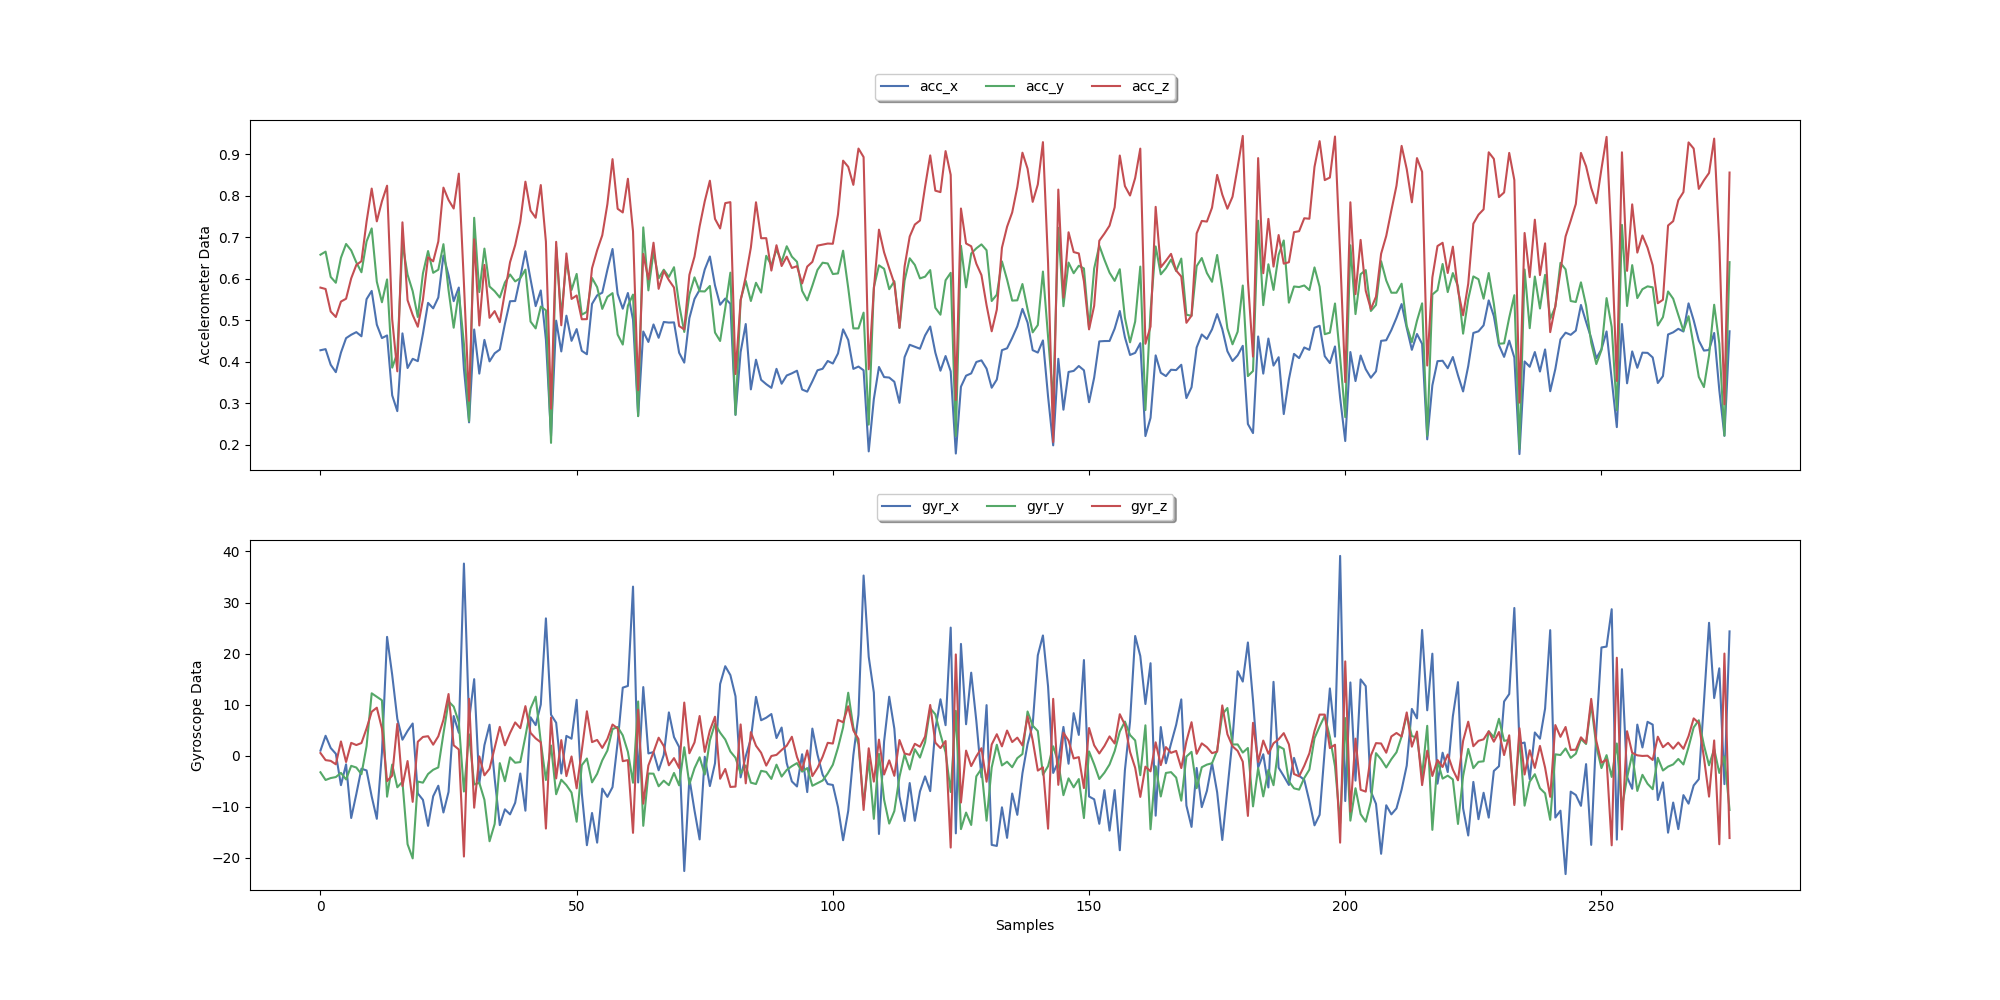 acc_x acc_y acc_z
Accelerometer Data
0.9
0.8
0.7
0.6
0.5
0.4
0.3
0.2
gyr_x gyr_y gyr_z
Gyroscope Data
40
30
20
10
0
−10
−20
0 50 100 150 200 250
Samples